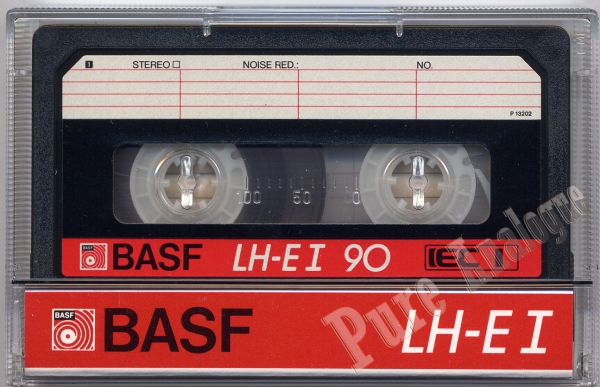 1 STEREO NOISE RED.: NO.
P 13202
100 50 0
BASF BASF LH-E I 90 IEC I
BASF BASF LH-E I
Pure Analogue